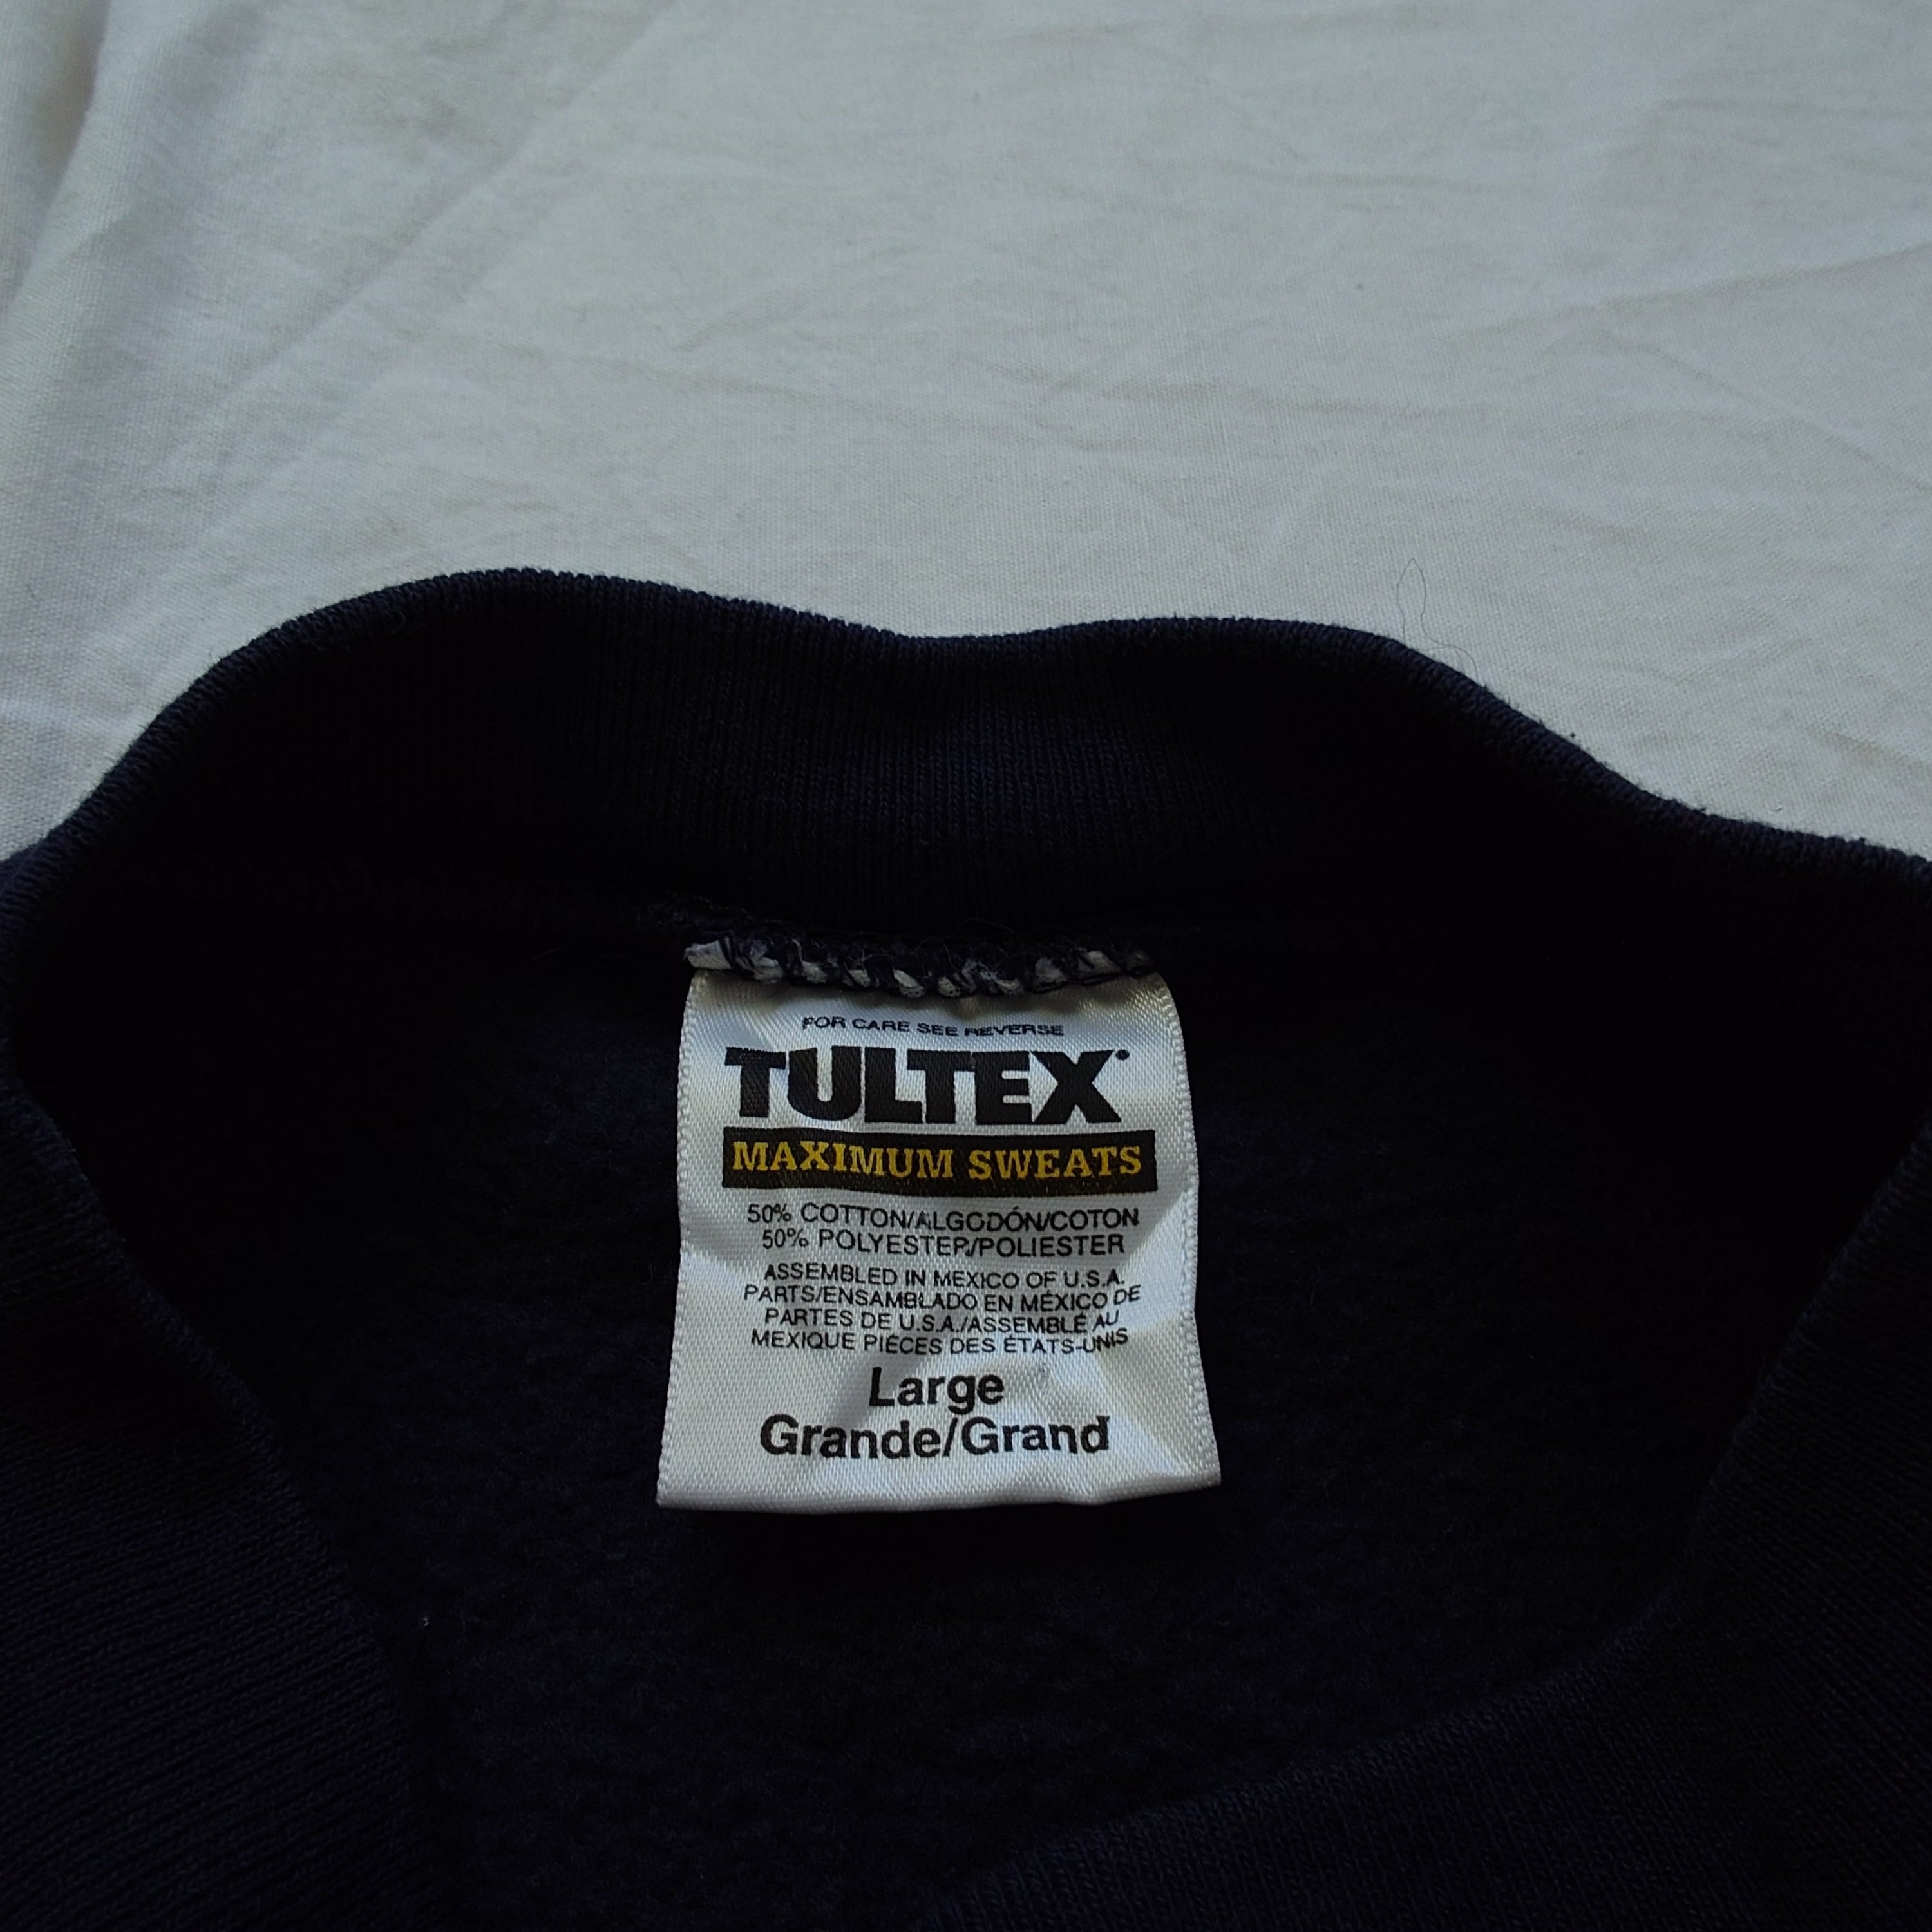 FOR CARE SEE REVERSE
TULTEX
MAXIMUM SWEATS
50% COTTON/ALGODÓN/COTON
50% POLYESTER/POLIESTER
ASSEMBLED IN MEXICO OF U.S.A.
PARTS/ENSAMBLADO EN MÉXICO DE
PARTES DE U.S.A./ASSEMBLÉ AU
MEXIQUE PIÉCES DES ÉTATS-UNIS
Large
Grande/Grand